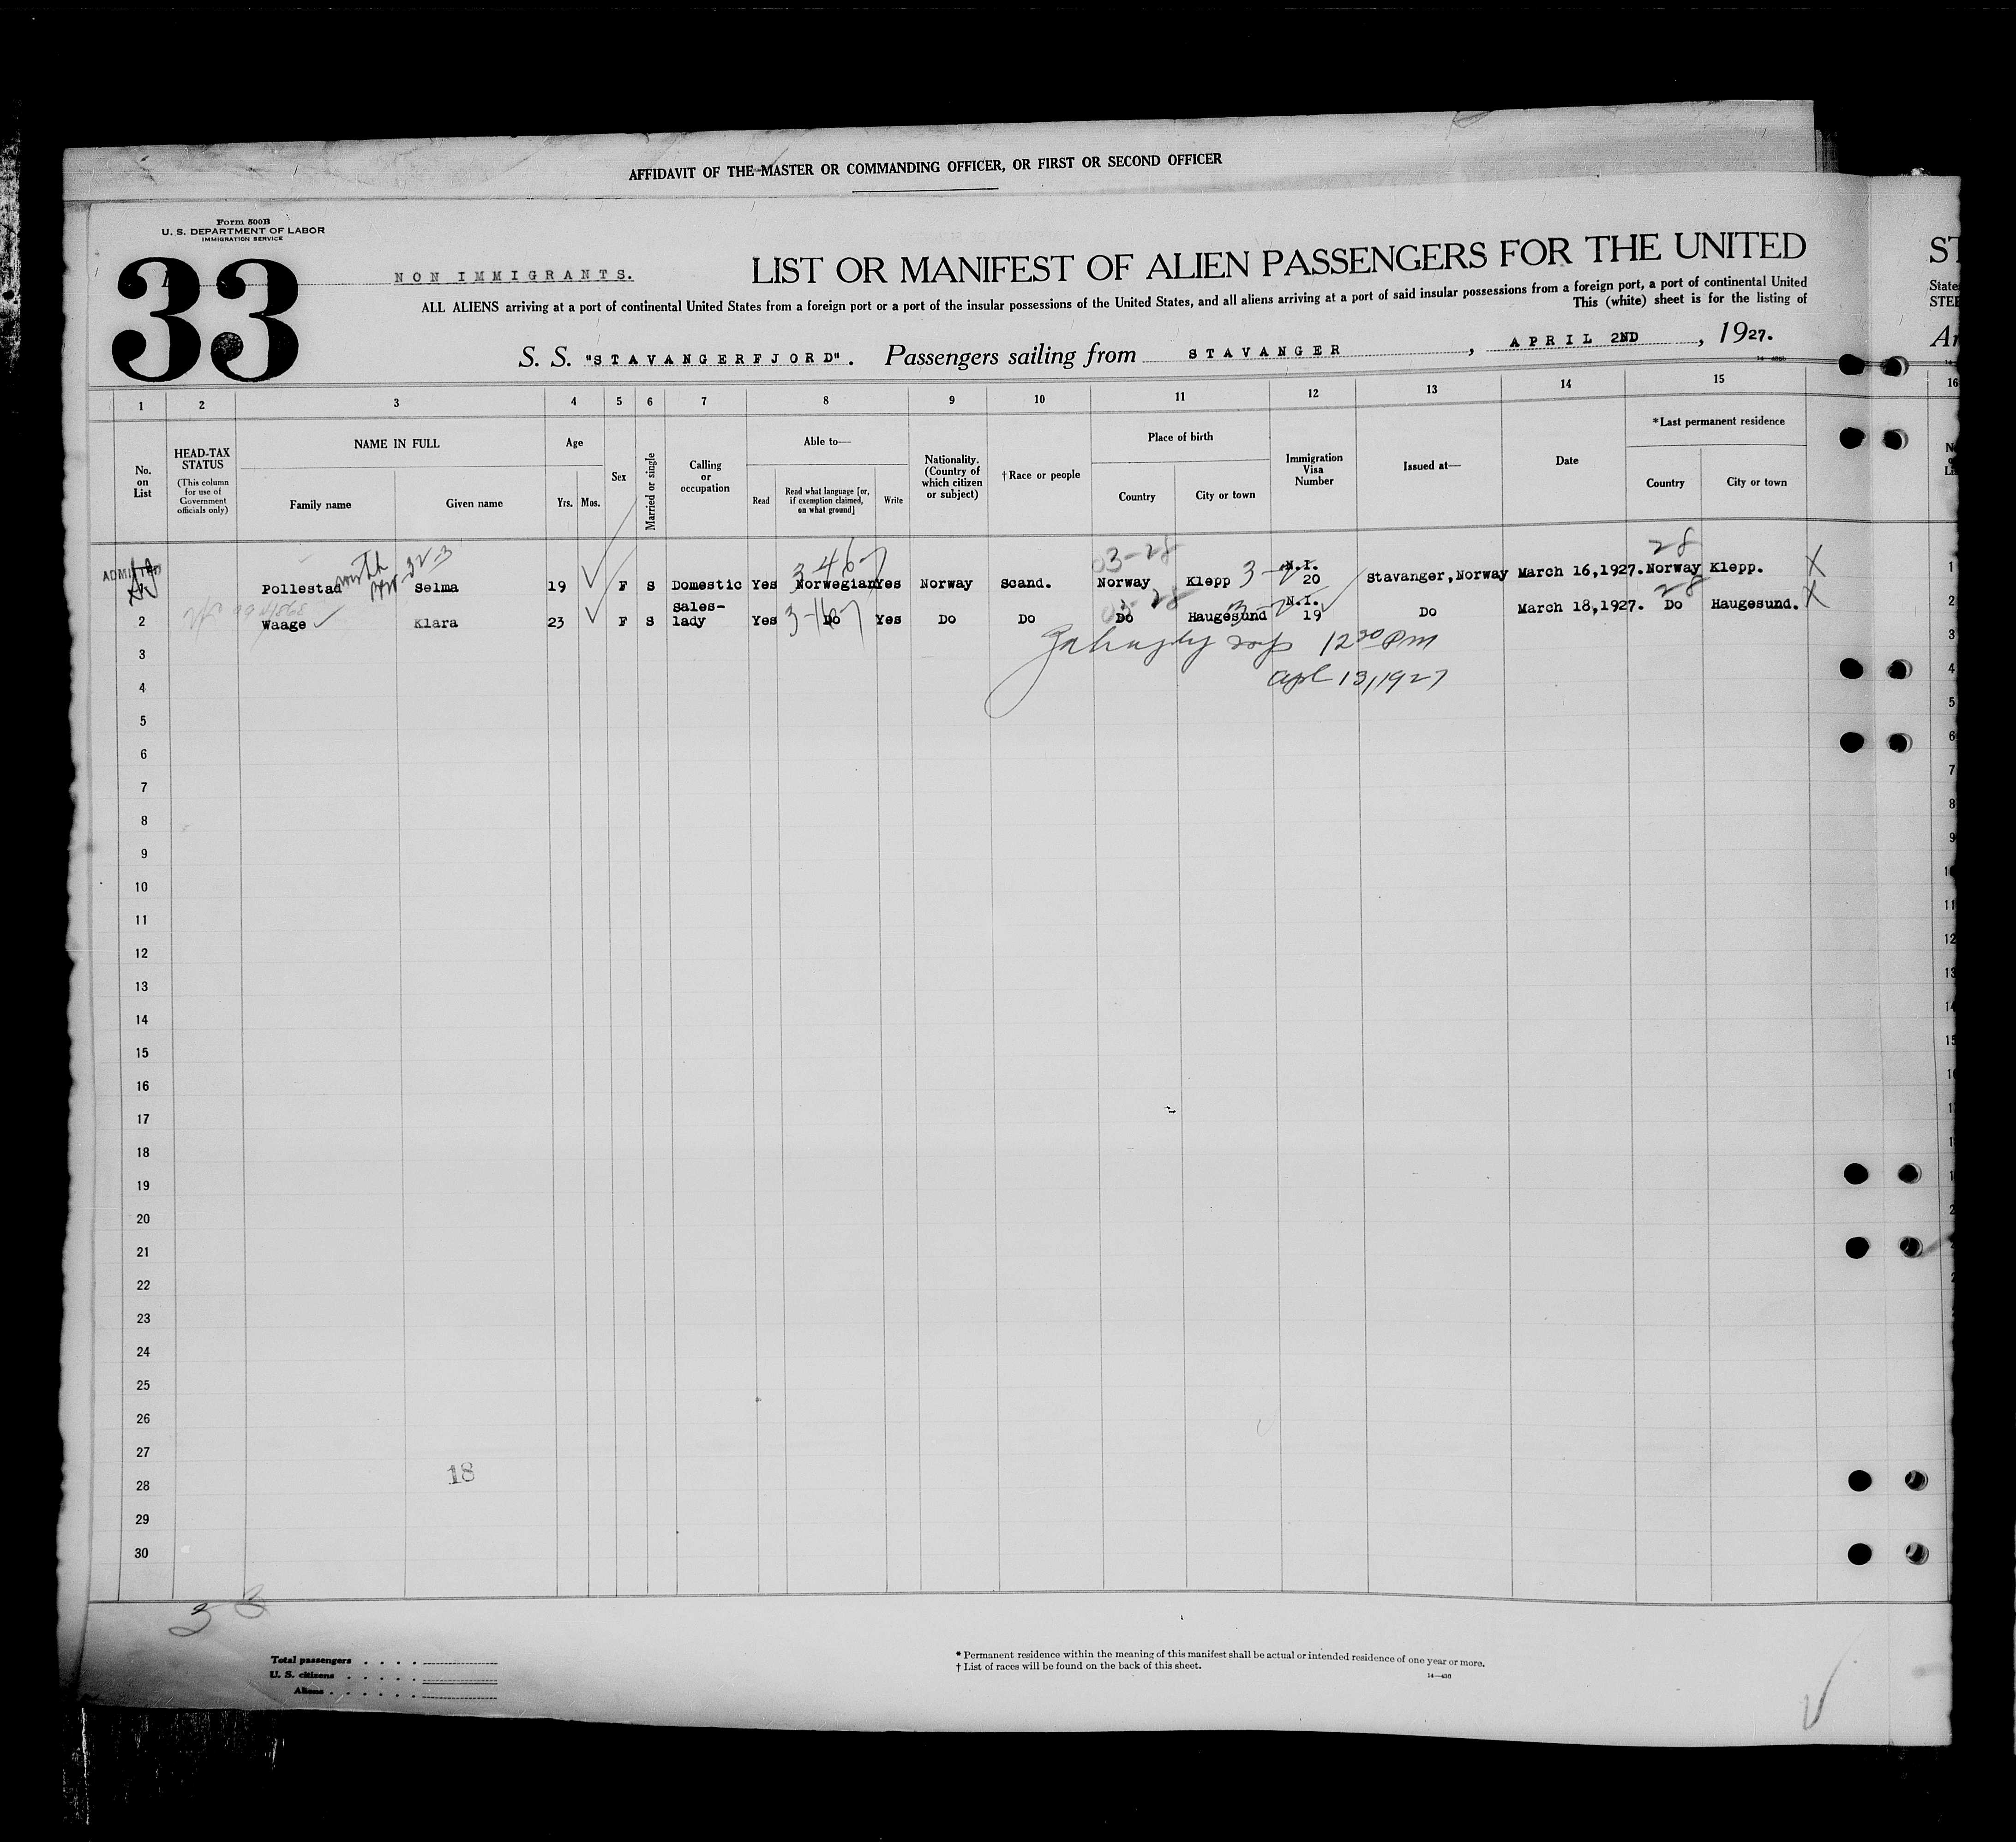 AFFIDAVIT OF THE MASTER OR COMMANDING OFFICER, OR FIRST OR SECOND OFFICER
Form 500B
U. S. DEPARTMENT OF LABOR
IMMIGRATION SERVICE
33
NON IMMIGRANTS.
LIST OR MANIFEST OF ALIEN PASSENGERS FOR THE UNITED
ST
ALL ALIENS arriving at a port of continental United States from a foreign port or a port of the insular possessions of the United States, and all aliens arriving at a port of said insular possessions from a foreign port, a port of continental United
State
This (white) sheet is for the listing of
STEE
S. S. "STAVANGERFJORD". Passengers sailing from STAVANGER, APRIL 2ND, 1927.
Ar
1 2 3 4 5 6 7 8 9 10 11 12 13 14 15 16
No. on List
HEAD-TAX STATUS (This column for use of Government officials only)
NAME IN FULL
Family name Given name
Age
Yrs. Mos.
Sex
Married or single
Calling or occupation
Able to—
Read
Read what language [or, if exemption claimed, on what ground]
Write
Nationality. (Country of which citizen or subject)
†Race or people
Place of birth
Country City or town
Immigration Visa Number
Issued at—
Date
*Last permanent residence
Country City or town
ADMITTED
03-28
28
Pollestad Selma 19 F S Domestic Yes Norwegian Yes Norway Scand. Norway Klepp N.I. 20 Stavanger, Norway March 16, 1927. Norway Klepp. X 1
2 Waage Klara 23 F S Sales-lady Yes Do Yes Do Do Do Haugesund N.I. 19 Do March 18, 1927. Do Haugesund. X 2
12 30 Pm
apl 13, 1927
3
4
5
6
7
8
9
10
11
12
13
14
15
16
17
18
19
20
21
22
23
24
25
26
27
18
28
29
30
33
Total passengers
U. S. citizens
Aliens
* Permanent residence within the meaning of this manifest shall be actual or intended residence of one year or more.
† List of races will be found on the back of this sheet.